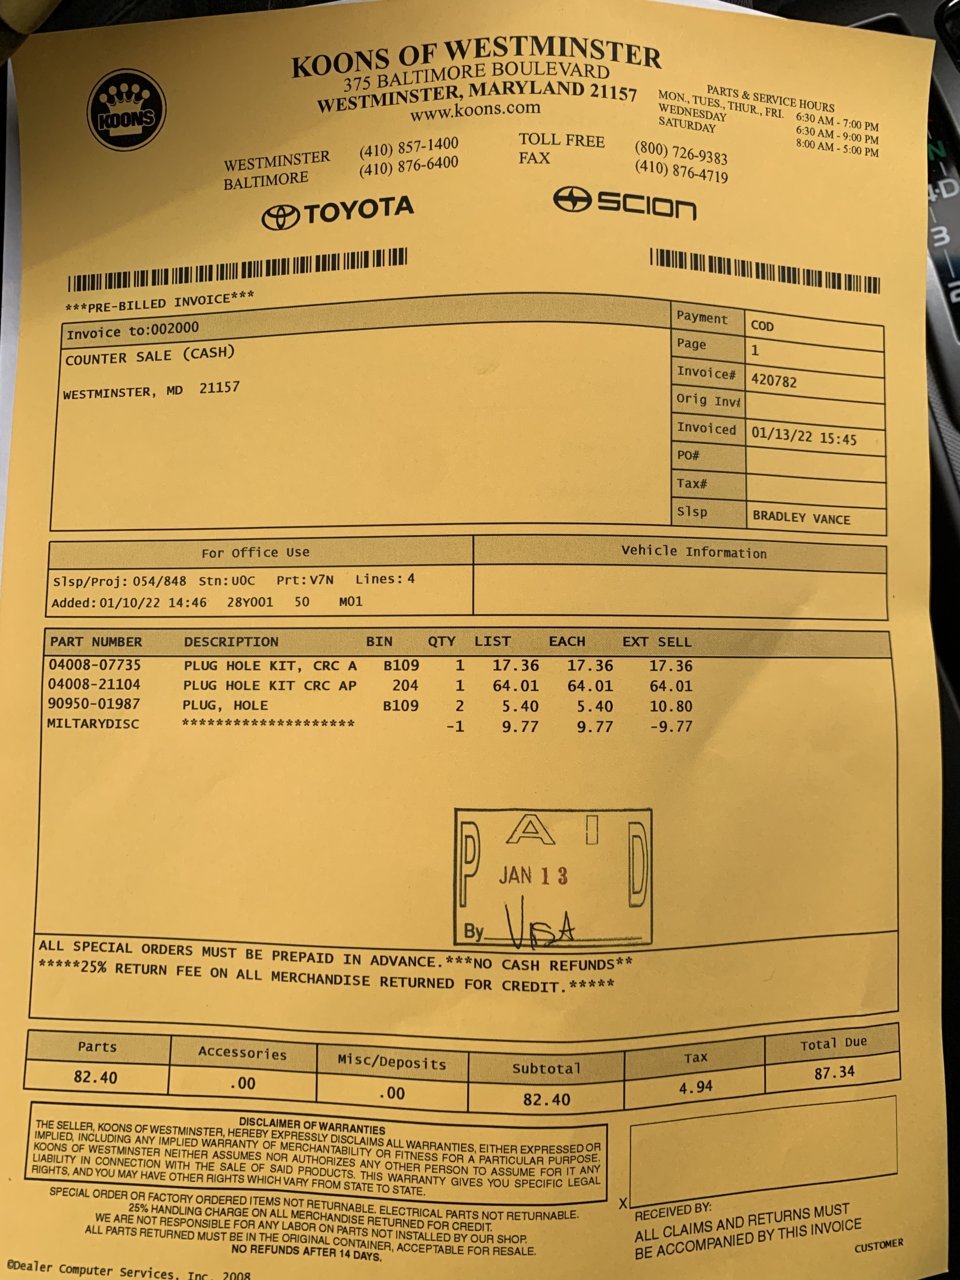 KOONS
KOONS OF WESTMINSTER
375 BALTIMORE BOULEVARD
WESTMINSTER, MARYLAND 21157
www.koons.com
PARTS & SERVICE HOURS
MON., TUES., THUR., FRI. 6:30 AM - 7:00 PM
WEDNESDAY 6:30 AM - 9:00 PM
SATURDAY 8:00 AM - 5:00 PM
WESTMINSTER (410) 857-1400 TOLL FREE (800) 726-9383
BALTIMORE (410) 876-6400 FAX (410) 876-4719
TOYOTA SCION
***PRE-BILLED INVOICE***
Invoice to:002000
COUNTER SALE (CASH)
WESTMINSTER, MD 21157
Payment COD
Page 1
Invoice# 420782
Orig Inv#
Invoiced 01/13/22 15:45
PO#
Tax#
Slsp BRADLEY VANCE
For Office Use Vehicle Information
Slsp/Proj: 054/848 Stn:UOC Prt:V7N Lines: 4
Added:01/10/22 14:46 28Y001 50 M01
PART NUMBER DESCRIPTION BIN QTY LIST EACH EXT SELL
04008-07735 PLUG HOLE KIT, CRC A B109 1 17.36 17.36 17.36
04008-21104 PLUG HOLE KIT CRC AP 204 1 64.01 64.01 64.01
90950-01987 PLUG, HOLE B109 2 5.40 5.40 10.80
MILTARYDISC ******************** -1 9.77 9.77 -9.77
PAID
JAN 13
By VISA
ALL SPECIAL ORDERS MUST BE PREPAID IN ADVANCE.***NO CASH REFUNDS**
*****25% RETURN FEE ON ALL MERCHANDISE RETURNED FOR CREDIT.*****
Parts Accessories Misc/Deposits Subtotal Tax Total Due
82.40 .00 .00 82.40 4.94 87.34
DISCLAIMER OF WARRANTIES
THE SELLER, KOONS OF WESTMINSTER, HEREBY EXPRESSLY DISCLAIMS ALL WARRANTIES, EITHER EXPRESSED OR
IMPLIED, INCLUDING ANY IMPLIED WARRANTY OF MERCHANTABILITY OR FITNESS FOR A PARTICULAR PURPOSE.
KOONS OF WESTMINSTER NEITHER ASSUMES NOR AUTHORIZES ANY OTHER PERSON TO ASSUME FOR IT ANY
LIABILITY IN CONNECTION WITH THE SALE OF SAID PRODUCTS. THIS WARRANTY GIVES YOU SPECIFIC LEGAL
RIGHTS, AND YOU MAY HAVE OTHER RIGHTS WHICH VARY FROM STATE TO STATE.
SPECIAL ORDER OR FACTORY ORDERED ITEMS NOT RETURNABLE. ELECTRICAL PARTS NOT RETURNABLE.
25% HANDLING CHARGE ON ALL MERCHANDISE RETURNED FOR CREDIT.
WE ARE NOT RESPONSIBLE FOR ANY LABOR ON PARTS NOT INSTALLED BY OUR SHOP.
ALL PARTS RETURNED MUST BE IN THE ORIGINAL CONTAINER, ACCEPTABLE FOR RESALE.
NO REFUNDS AFTER 14 DAYS.
X
RECEIVED BY:
ALL CLAIMS AND RETURNS MUST
BE ACCOMPANIED BY THIS INVOICE
CUSTOMER
©Dealer Computer Services, Inc. 2008
N
4-D
3
2